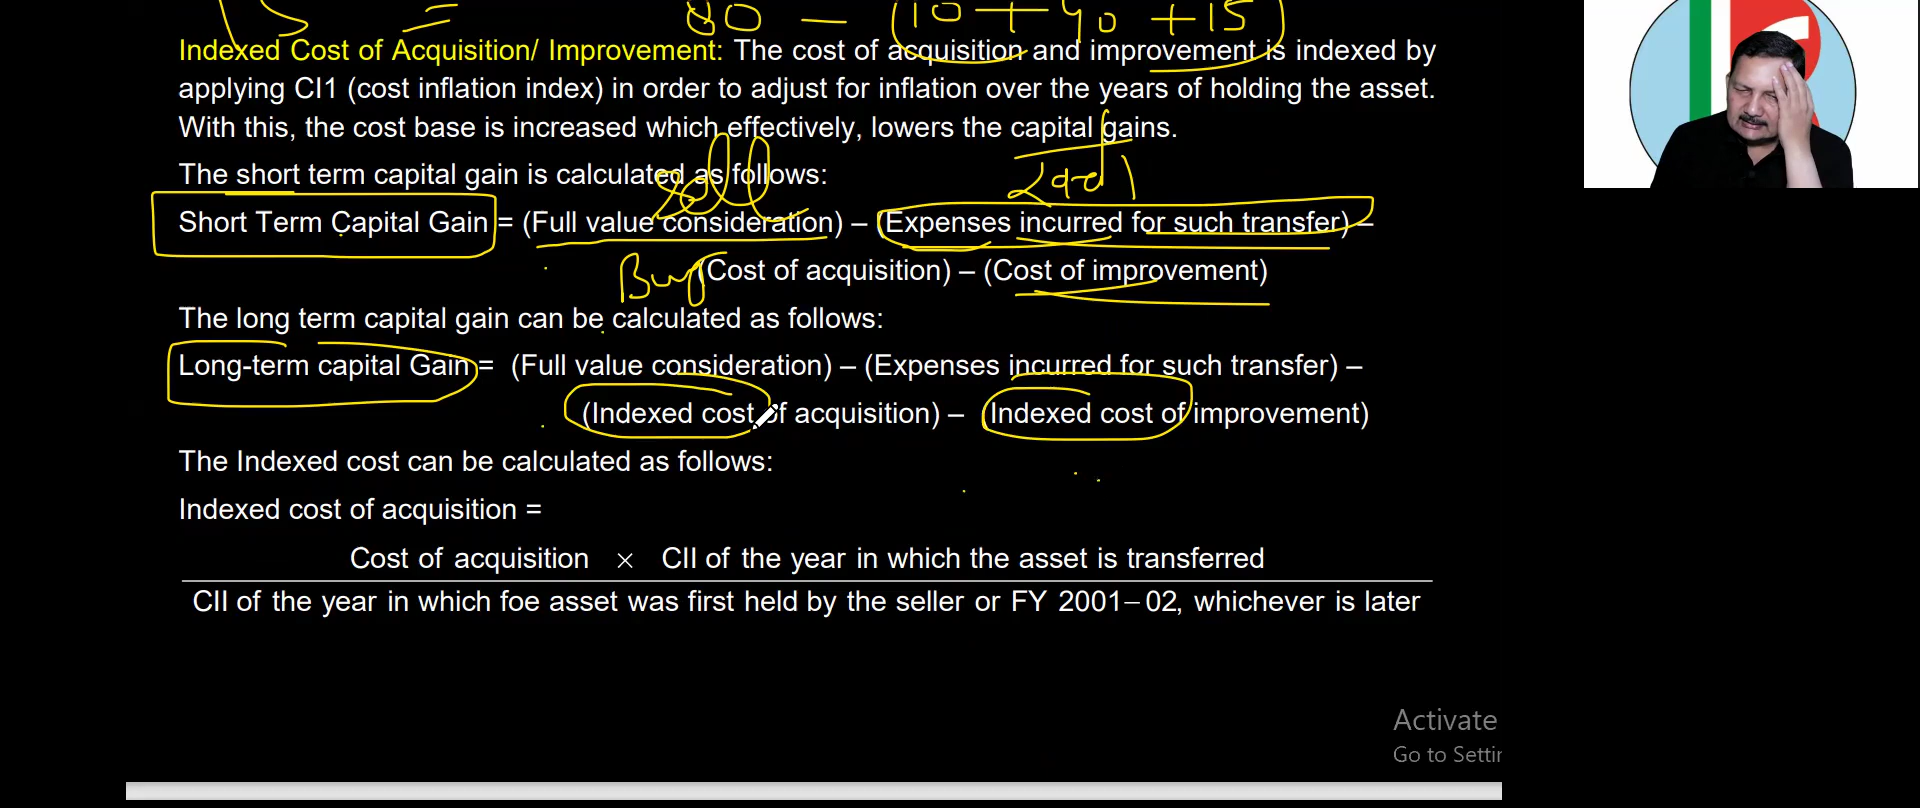 80 - (10 + 40 + 15)
Indexed Cost of Acquisition/ Improvement: The cost of acquisition and improvement is indexed by
applying CI1 (cost inflation index) in order to adjust for inflation over the years of holding the asset.
With this, the cost base is increased which effectively, lowers the capital gains.
The short term capital gain is calculated as follows:
Sell
Short Term Capital Gain = (Full value consideration) – (Expenses incurred for such transfer) –
Buy
(Cost of acquisition) – (Cost of improvement)
The long term capital gain can be calculated as follows:
Long-term capital Gain = (Full value consideration) – (Expenses incurred for such transfer) –
(Indexed cost of acquisition) – (Indexed cost of improvement)
The Indexed cost can be calculated as follows:
Indexed cost of acquisition =
Cost of acquisition × CII of the year in which the asset is transferred
CII of the year in which foe asset was first held by the seller or FY 2001–02, whichever is later
Activate
Go to Settin